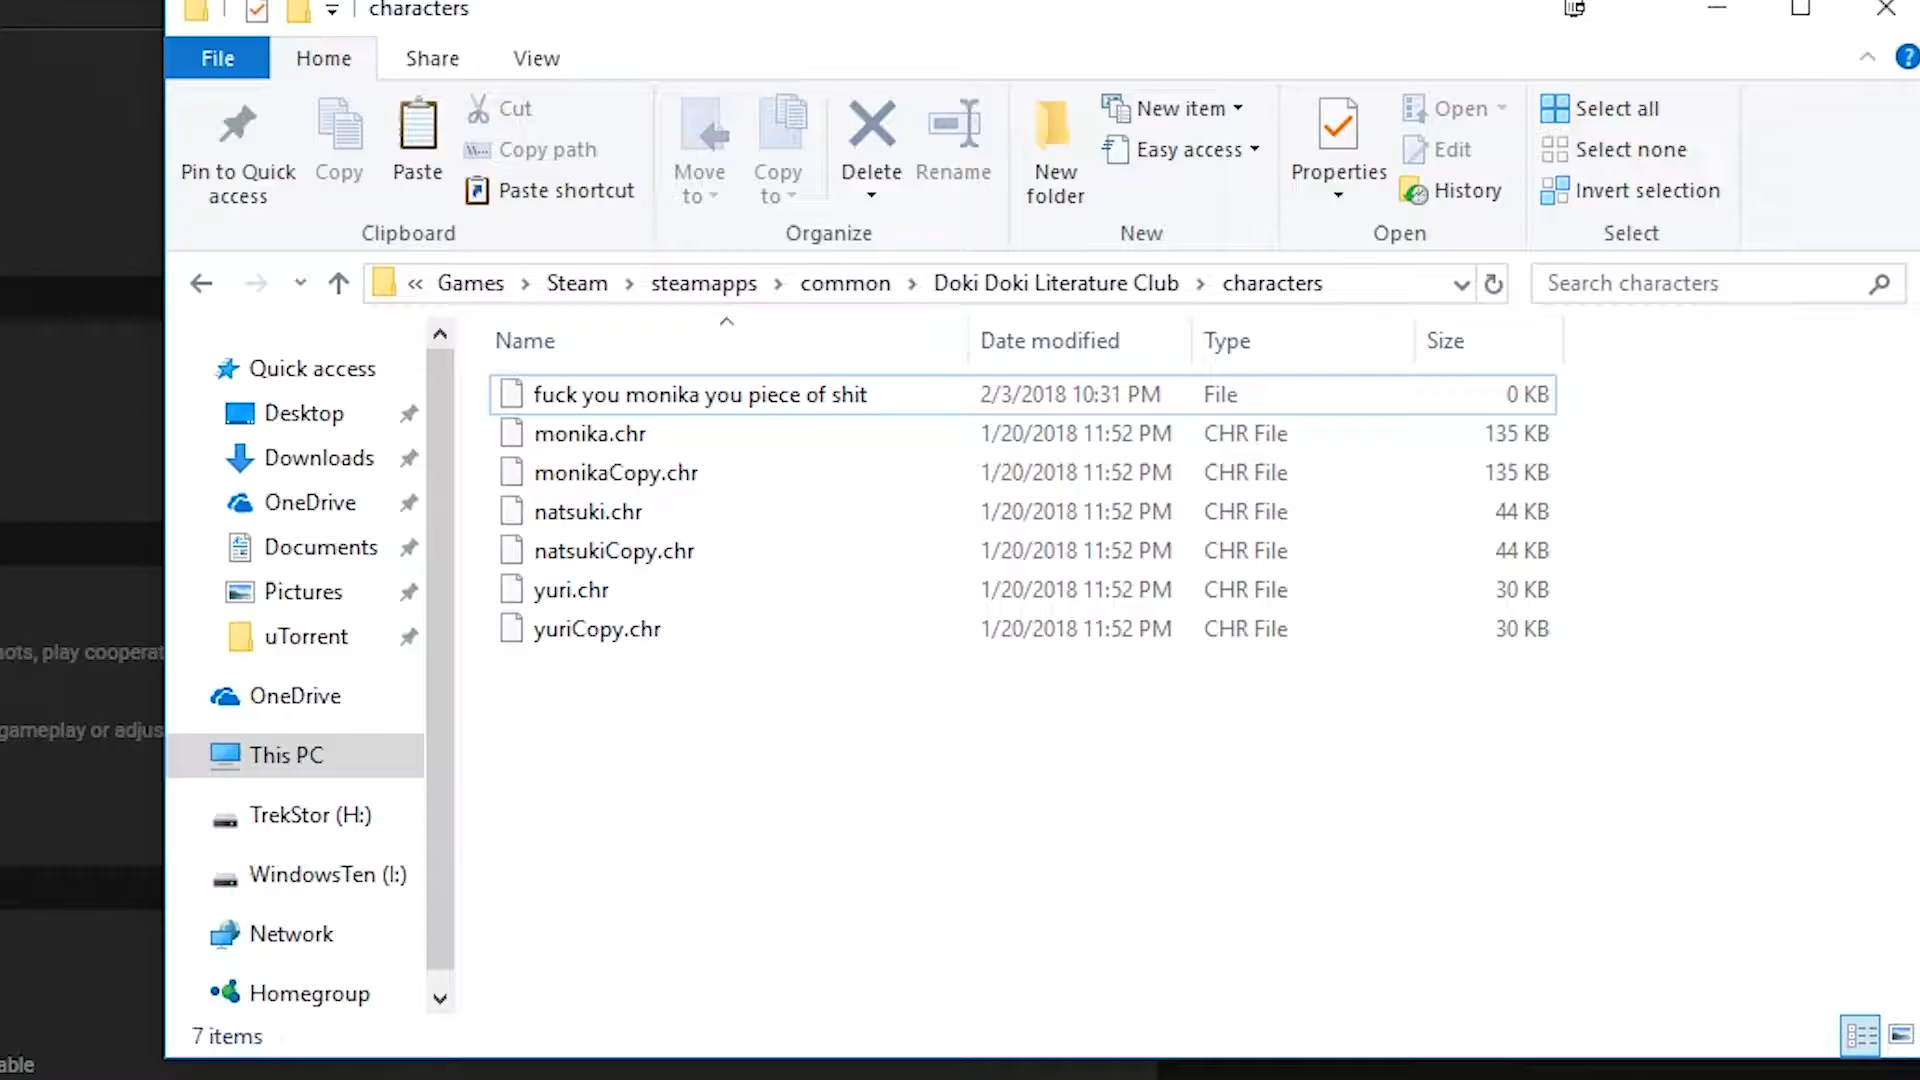 characters
File Home Share View
Pin to Quick access
Copy
Paste
Cut
Copy path
Paste shortcut
Clipboard
Move to
Copy to
Delete
Rename
Organize
New folder
New item
Easy access
New
Properties
Open
Edit
History
Open
Select all
Select none
Invert selection
Select
« Games > Steam > steamapps > common > Doki Doki Literature Club > characters
Search characters
Name Date modified Type Size
fuck you monika you piece of shit 2/3/2018 10:31 PM File 0 KB
monika.chr 1/20/2018 11:52 PM CHR File 135 KB
monikaCopy.chr 1/20/2018 11:52 PM CHR File 135 KB
natsuki.chr 1/20/2018 11:52 PM CHR File 44 KB
natsukiCopy.chr 1/20/2018 11:52 PM CHR File 44 KB
yuri.chr 1/20/2018 11:52 PM CHR File 30 KB
yuriCopy.chr 1/20/2018 11:52 PM CHR File 30 KB
Quick access
Desktop
Downloads
OneDrive
Documents
Pictures
uTorrent
OneDrive
This PC
TrekStor (H:)
WindowsTen (I:)
Network
Homegroup
7 items
ots, play cooperat
gameplay or adjus
able